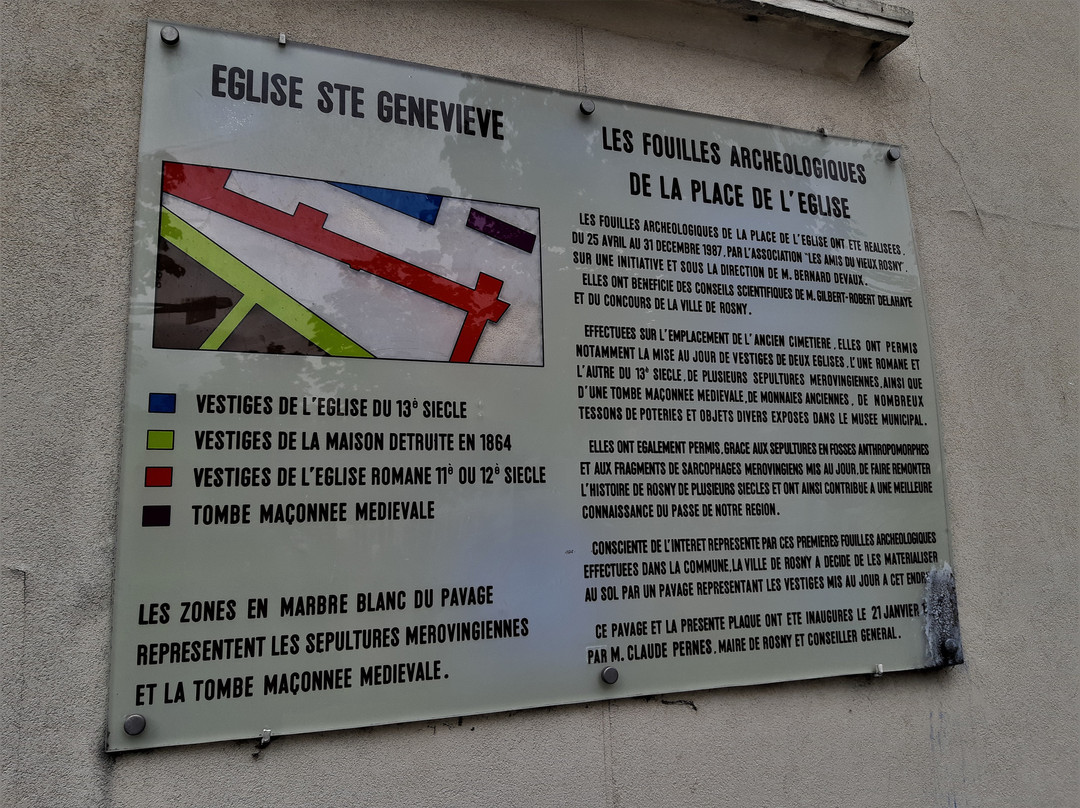 EGLISE STE GENEVIEVE
VESTIGES DE L'EGLISE DU 13è SIECLE
VESTIGES DE LA MAISON DETRUITE EN 1864
VESTIGES DE L'EGLISE ROMANE 11è OU 12è SIECLE
TOMBE MAÇONNEE MEDIEVALE
LES ZONES EN MARBRE BLANC DU PAVAGE
REPRESENTENT LES SEPULTURES MEROVINGIENNES
ET LA TOMBE MAÇONNEE MEDIEVALE.
LES FOUILLES ARCHEOLOGIQUES
DE LA PLACE DE L'EGLISE
LES FOUILLES ARCHEOLOGIQUES DE LA PLACE DE L'EGLISE ONT ETE REALISEES,
DU 25 AVRIL AU 31 DECEMBRE 1987, PAR L'ASSOCIATION "LES AMIS DU VIEUX ROSNY",
SUR UNE INITIATIVE ET SOUS LA DIRECTION DE M. BERNARD DEVAUX.
ELLES ONT BENEFICIE DES CONSEILS SCIENTIFIQUES DE M. GILBERT-ROBERT DELAHAYE
ET DU CONCOURS DE LA VILLE DE ROSNY.
EFFECTUEES SUR L'EMPLACEMENT DE L'ANCIEN CIMETIERE, ELLES ONT PERMIS
NOTAMMENT LA MISE AU JOUR DE VESTIGES DE DEUX EGLISES, L'UNE ROMANE ET
L'AUTRE DU 13è SIECLE, DE PLUSIEURS SEPULTURES MEROVINGIENNES, AINSI QUE
D'UNE TOMBE MAÇONNEE MEDIEVALE, DE MONNAIES ANCIENNES, DE NOMBREUX
TESSONS DE POTERIES ET OBJETS DIVERS EXPOSES DANS LE MUSEE MUNICIPAL.
ELLES ONT EGALEMENT PERMIS, GRACE AUX SEPULTURES EN FOSSES ANTHROPOMORPHES
ET AUX FRAGMENTS DE SARCOPHAGES MEROVINGIENS MIS AU JOUR, DE FAIRE REMONTER
L'HISTOIRE DE ROSNY DE PLUSIEURS SIECLES ET ONT AINSI CONTRIBUE A UNE MEILLEURE
CONNAISSANCE DU PASSE DE NOTRE REGION.
CONSCIENTE DE L'INTERET REPRESENTE PAR CES PREMIERES FOUILLES ARCHEOLOGIQUES
EFFECTUEES DANS LA COMMUNE, LA VILLE DE ROSNY A DECIDE DE LES MATERIALISER
AU SOL PAR UN PAVAGE REPRESENTANT LES VESTIGES MIS AU JOUR A CET
CE PAVAGE ET LA PRESENTE PLAQUE ONT ETE INAUGURES LE 21 JANVIER
PAR M. CLAUDE PERNES, MAIRE DE ROSNY ET CONSEILLER GENERAL.